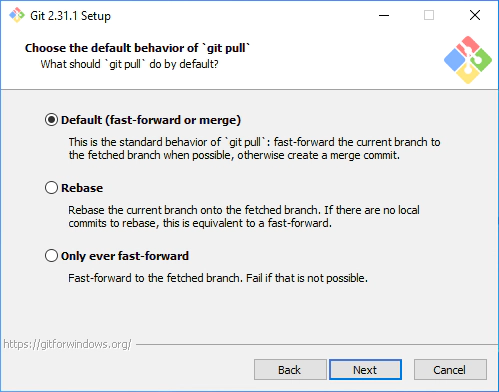 Git 2.31.1 Setup
Choose the default behavior of `git pull`
What should `git pull` do by default?
Default (fast-forward or merge)
This is the standard behavior of `git pull`: fast-forward the current branch to
the fetched branch when possible, otherwise create a merge commit.
Rebase
Rebase the current branch onto the fetched branch. If there are no local
commits to rebase, this is equivalent to a fast-forward.
Only ever fast-forward
Fast-forward to the fetched branch. Fail if that is not possible.
https://gitforwindows.org/
Back Next Cancel